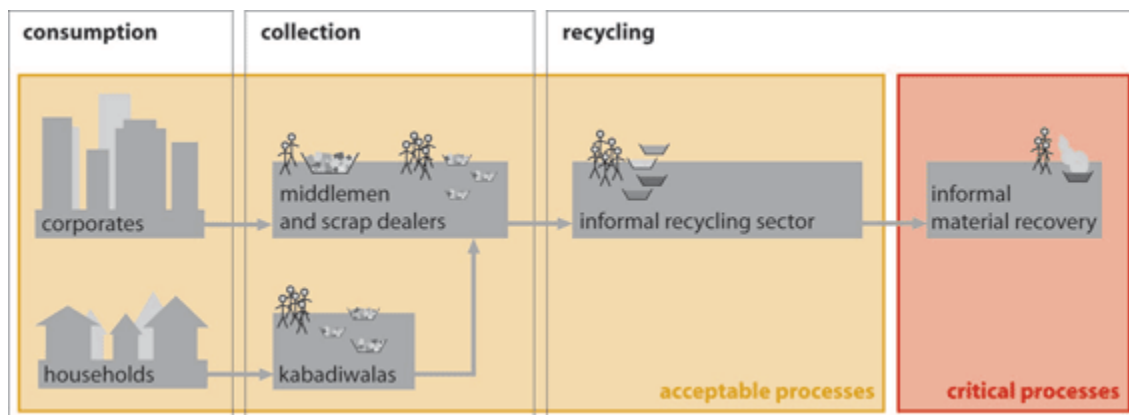 consumption
collection
recycling
corporates
middlemen
and scrap dealers
informal recycling sector
informal
material recovery
households
kabadiwalas
acceptable processes
critical processes